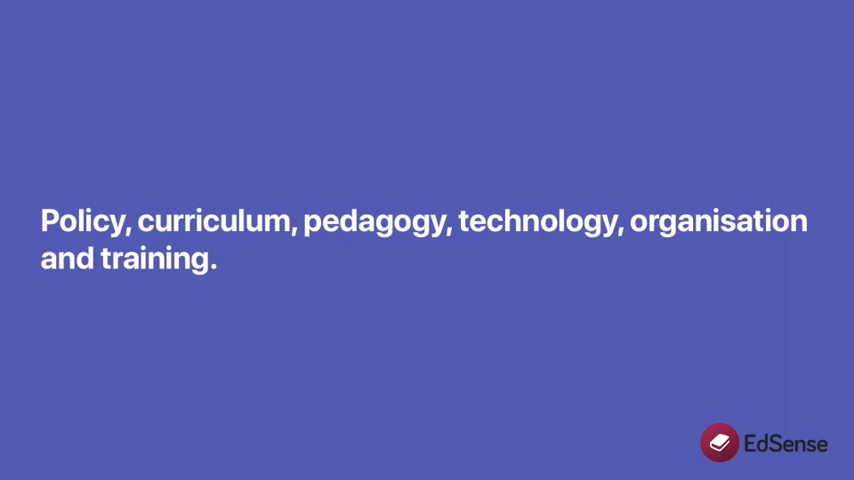 Policy, curriculum, pedagogy, technology, organisation
and training.
EdSense